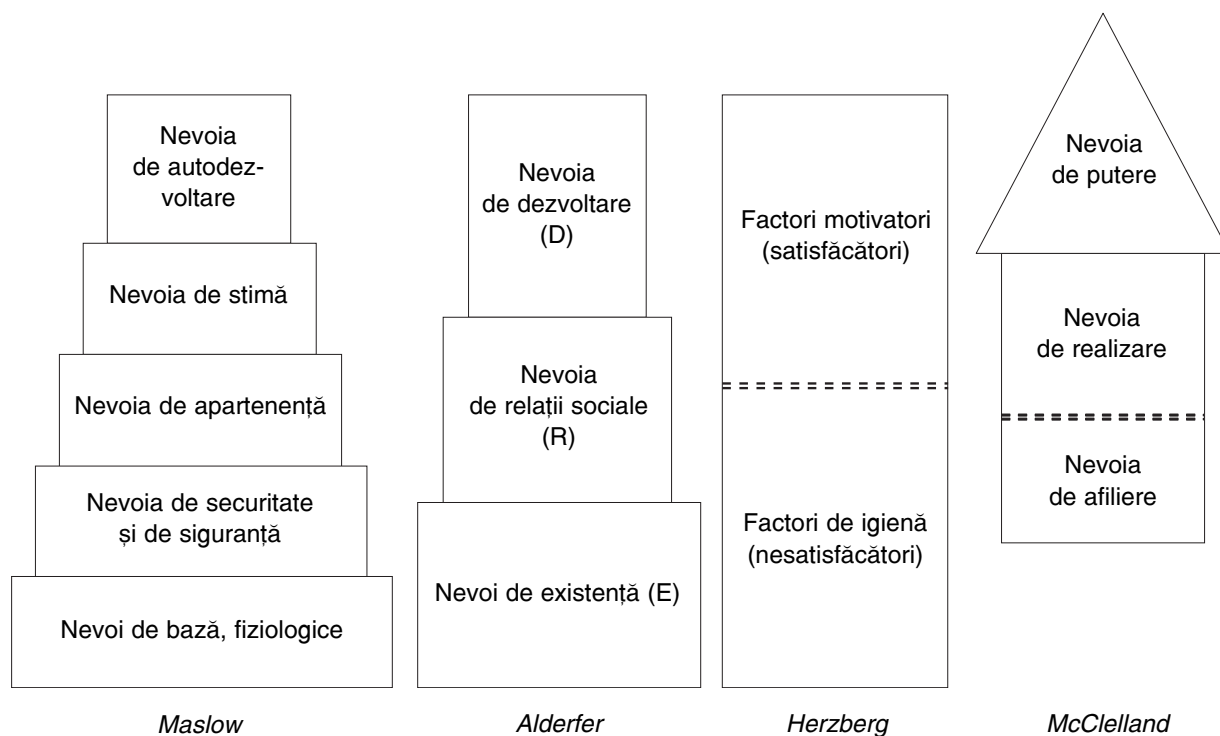 Nevoia
de autodez-
voltare
Nevoia de stimă
Nevoia de apartenență
Nevoia de securitate
și de siguranță
Nevoi de bază, fiziologice
Maslow
Nevoia
de dezvoltare
(D)
Nevoia
de relații sociale
(R)
Nevoi de existență (E)
Alderfer
Factori motivatori
(satisfăcători)
Factori de igienă
(nesatisfăcători)
Herzberg
Nevoia
de putere
Nevoia
de realizare
Nevoia
de afiliere
McClelland